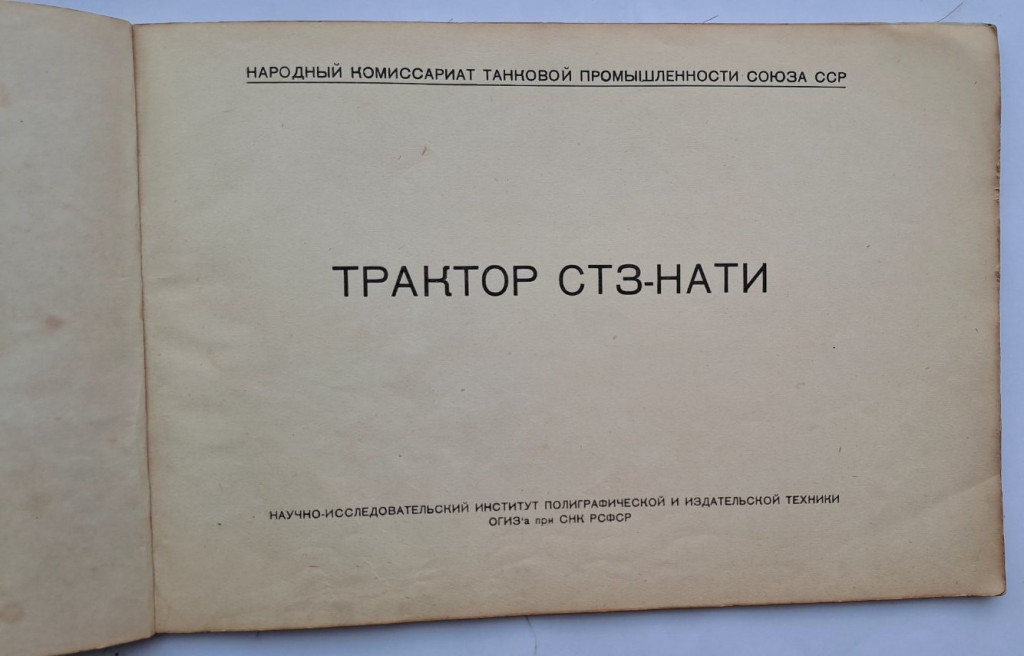 НАРОДНЫЙ КОМИССАРИАТ ТАНКОВОЙ ПРОМЫШЛЕННОСТИ СОЮЗА ССР
ТРАКТОР СТЗ-НАТИ
НАУЧНО-ИССЛЕДОВАТЕЛЬСКИЙ ИНСТИТУТ ПОЛИГРАФИЧЕСКОЙ И ИЗДАТЕЛЬСКОЙ ТЕХНИКИ
ОГИЗ'а при СНК РСФСР